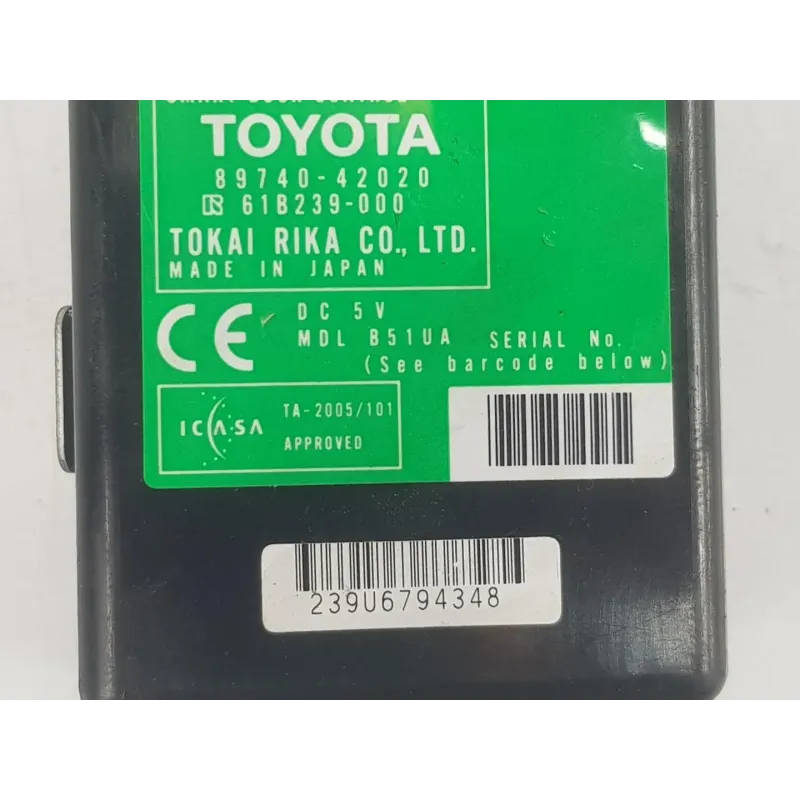 TOYOTA
89740-42020
61B239-000
TOKAI RIKA CO., LTD.
MADE IN JAPAN
CE
DC 5V
MDL B51UA SERIAL No.
(See barcode below)
ICASA
TA-2005/101
APPROVED
239U6794348